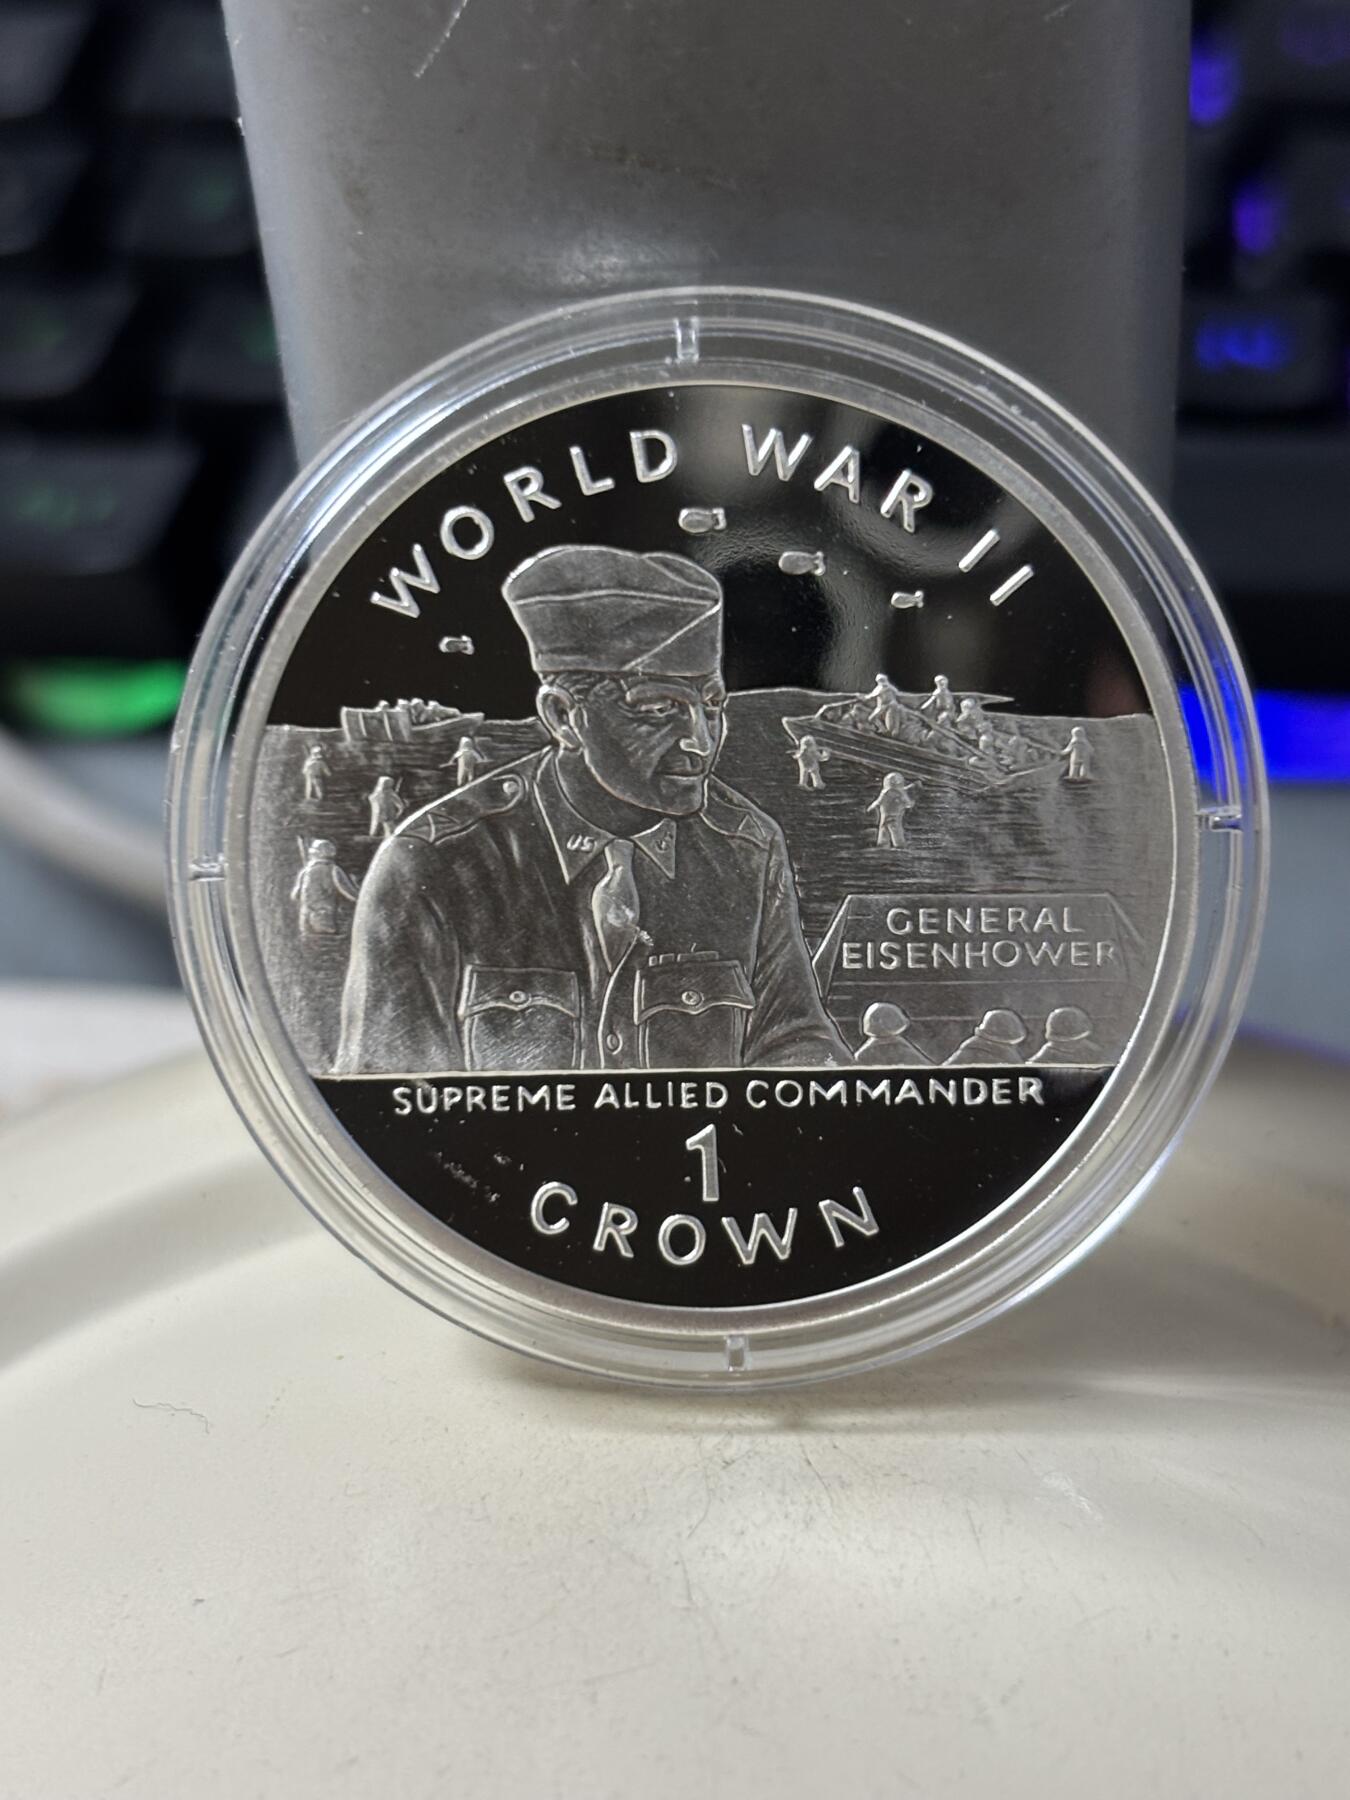 WORLD WAR II
US
GENERAL
EISENHOWER
SUPREME ALLIED COMMANDER
1
CROWN